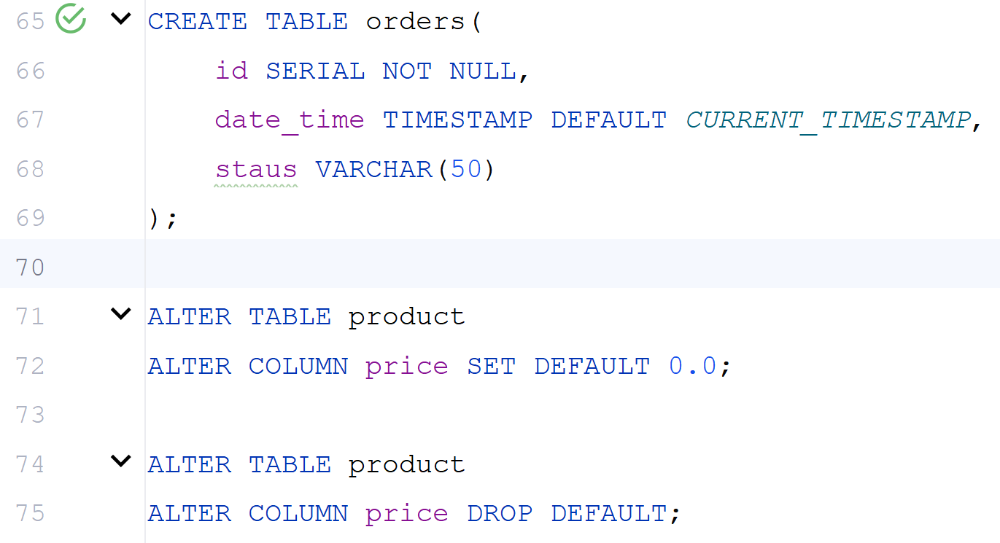 65 CREATE TABLE orders(
66 id SERIAL NOT NULL,
67 date_time TIMESTAMP DEFAULT CURRENT_TIMESTAMP,
68 staus VARCHAR(50)
69 );
70
71 ALTER TABLE product
72 ALTER COLUMN price SET DEFAULT 0.0;
73
74 ALTER TABLE product
75 ALTER COLUMN price DROP DEFAULT;